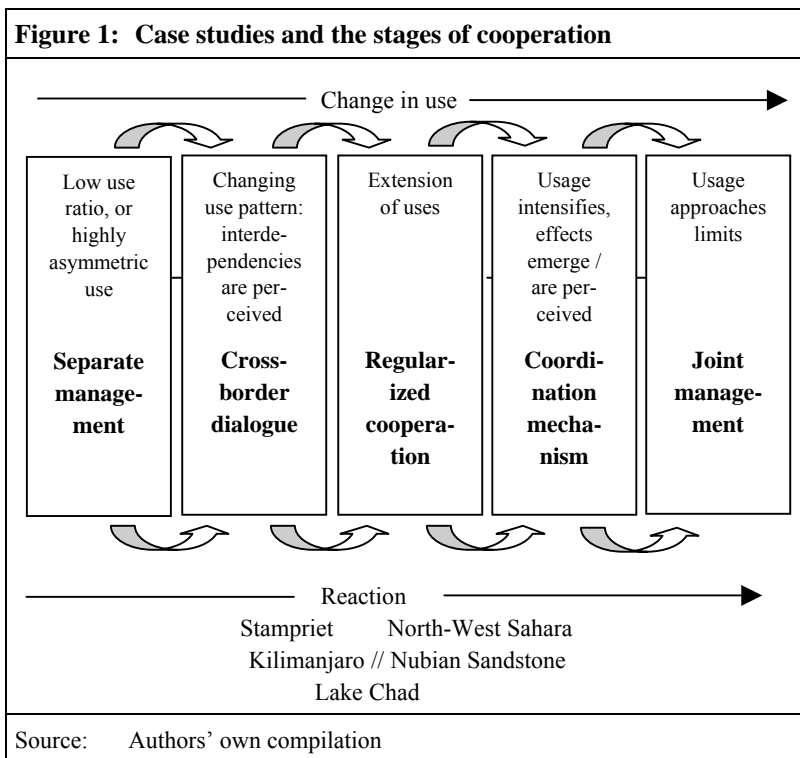 Figure 1: Case studies and the stages of cooperation
Change in use
Low use
ratio, or
highly
asymmetric
use
Separate
manage-
ment
Changing
use pattern:
interde-
pendencies
are per-
ceived
Cross-
border
dialogue
Extension
of uses
Regular-
ized
coopera-
tion
Usage
intensifies,
effects
emerge /
are per-
ceived
Coordi-
nation
mecha-
nism
Usage
approaches
limits
Joint
manage-
ment
Reaction
Stampriet North-West Sahara
Kilimanjaro // Nubian Sandstone
Lake Chad
Source: Authors' own compilation